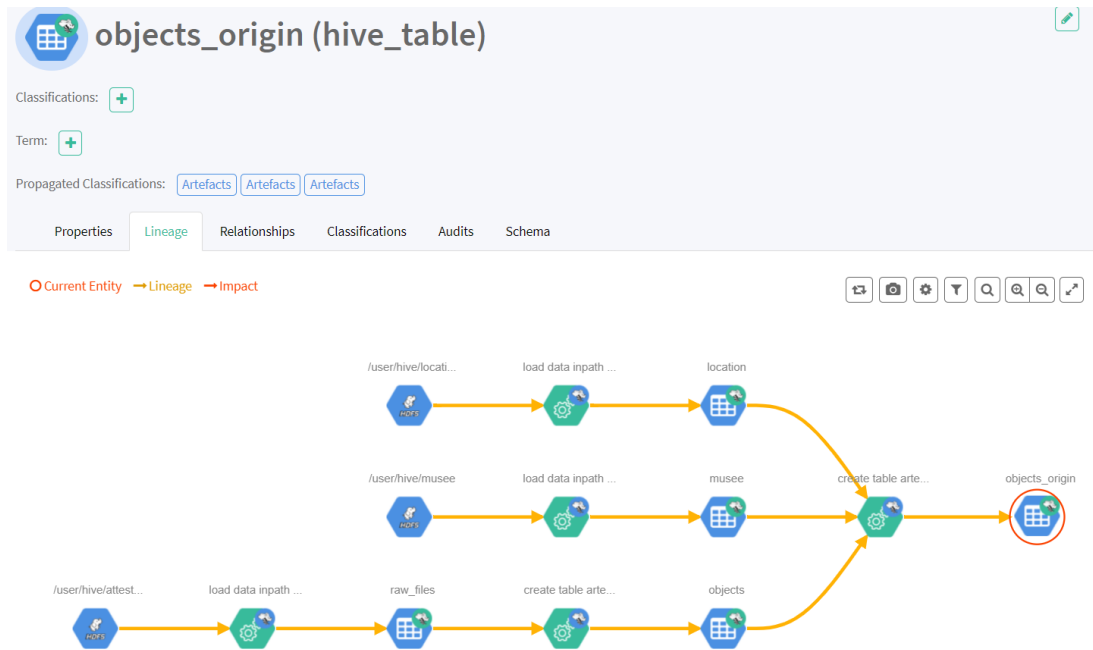 objects_origin (hive_table)
Classifications:
Term:
Propagated Classifications: Artefacts Artefacts Artefacts
Properties Lineage Relationships Classifications Audits Schema
Current Entity Lineage Impact
/user/hive/locati... load data inpath ... location
HDFS
/user/hive/musee load data inpath ... musee create table arte... objects_origin
HDFS
/user/hive/attest... load data inpath ... raw_files create table arte... objects
HDFS